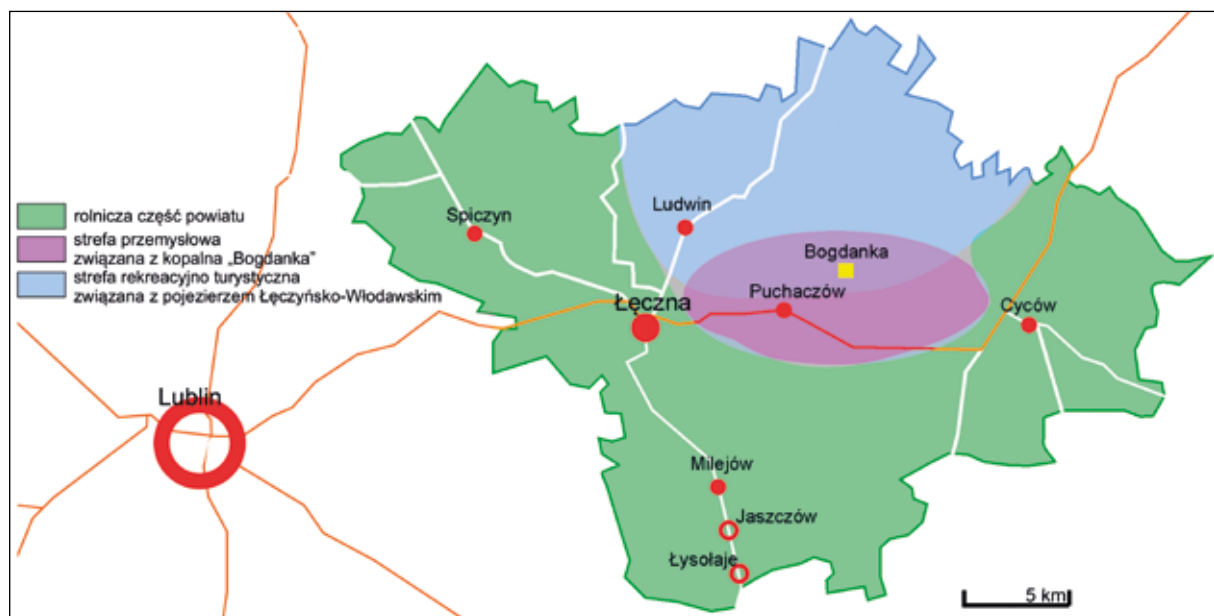 rolnicza część powiatu
strefa przemysłowa
związana z kopalna „Bogdanka”
strefa rekreacyjno turystyczna
związana z pojezierzem Łęczyńsko-Włodawskim
Spiczyn
Ludwin
Bogdanka
Puchaczów
Łęczna
Cyców
Lublin
Milejów
Jaszczów
Łysołaje
5 km